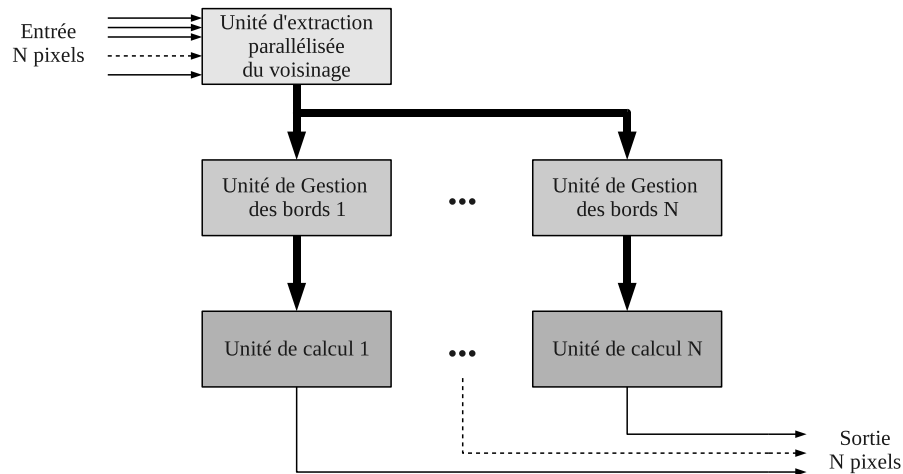 Entrée
N pixels
Unité d'extraction
parallélisée
du voisinage
Unité de Gestion
des bords 1
...
Unité de Gestion
des bords N
Unité de calcul 1
...
Unité de calcul N
Sortie
N pixels